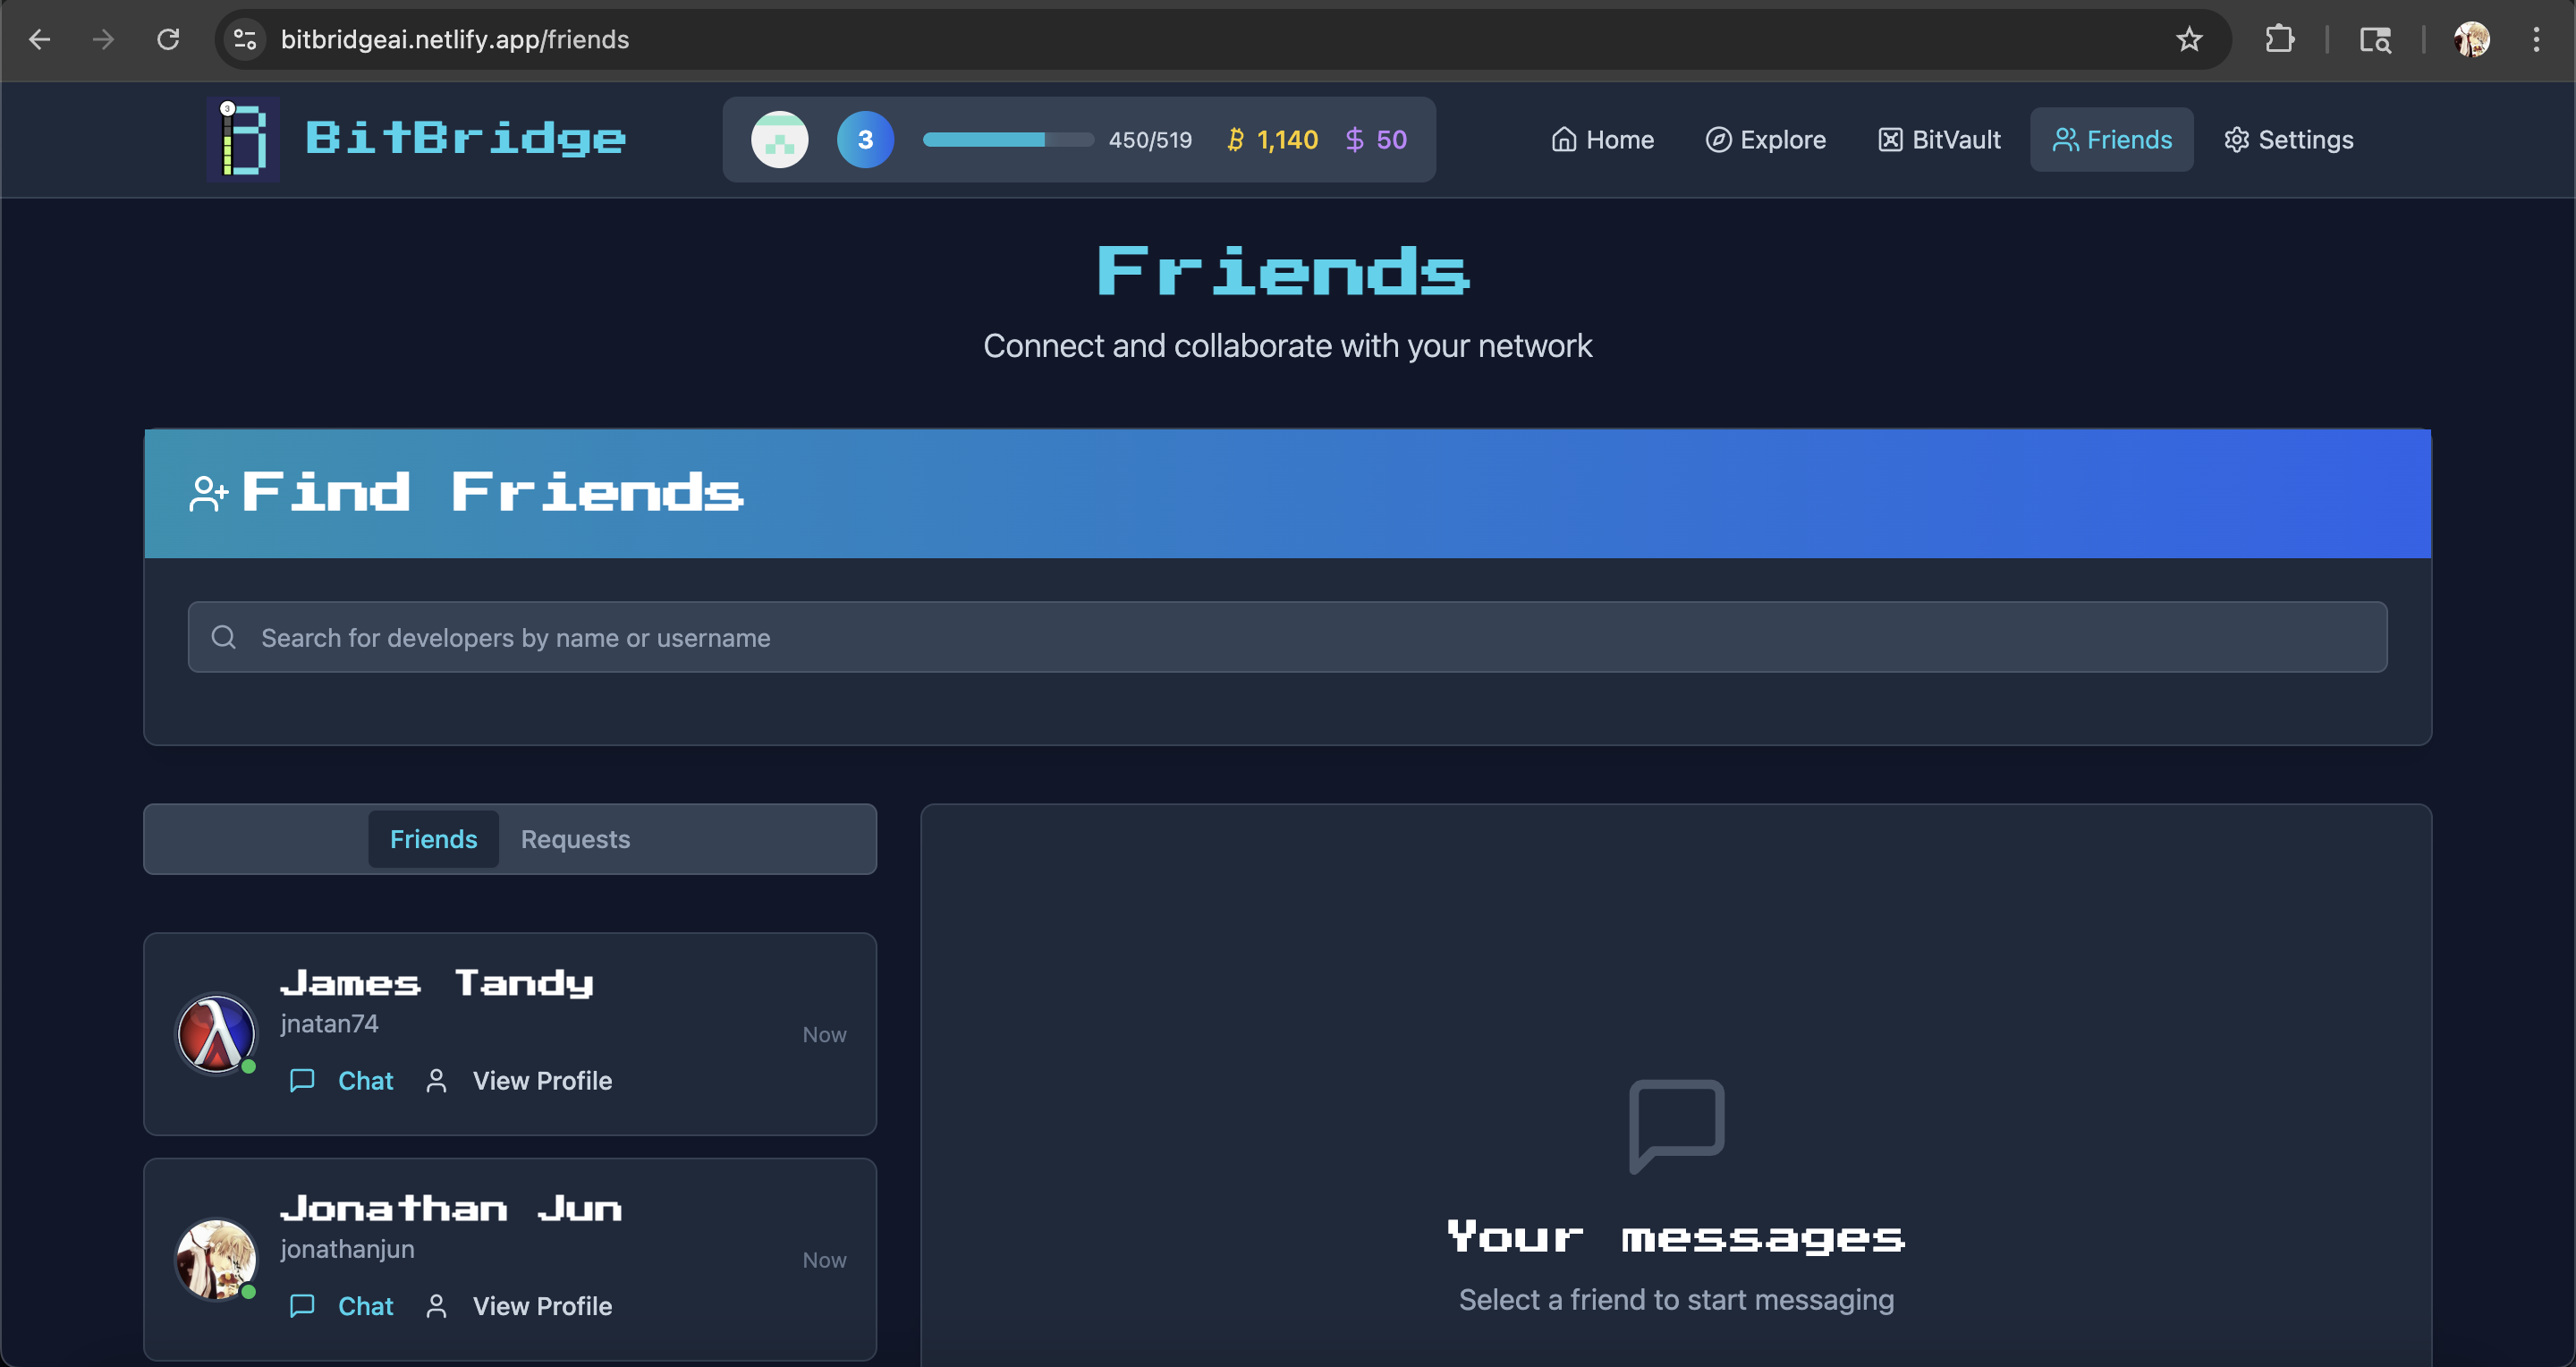 bitbridgeai.netlify.app/friends
BitBridge
3
3
450/519
1,140
$ 50
Home
Explore
BitVault
Friends
Settings
Friends
Connect and collaborate with your network
Find Friends
Search for developers by name or username
Friends
Requests
James Tandy
jnatan74
Now
Chat
View Profile
Jonathan Jun
jonathanjun
Now
Chat
View Profile
Your messages
Select a friend to start messaging